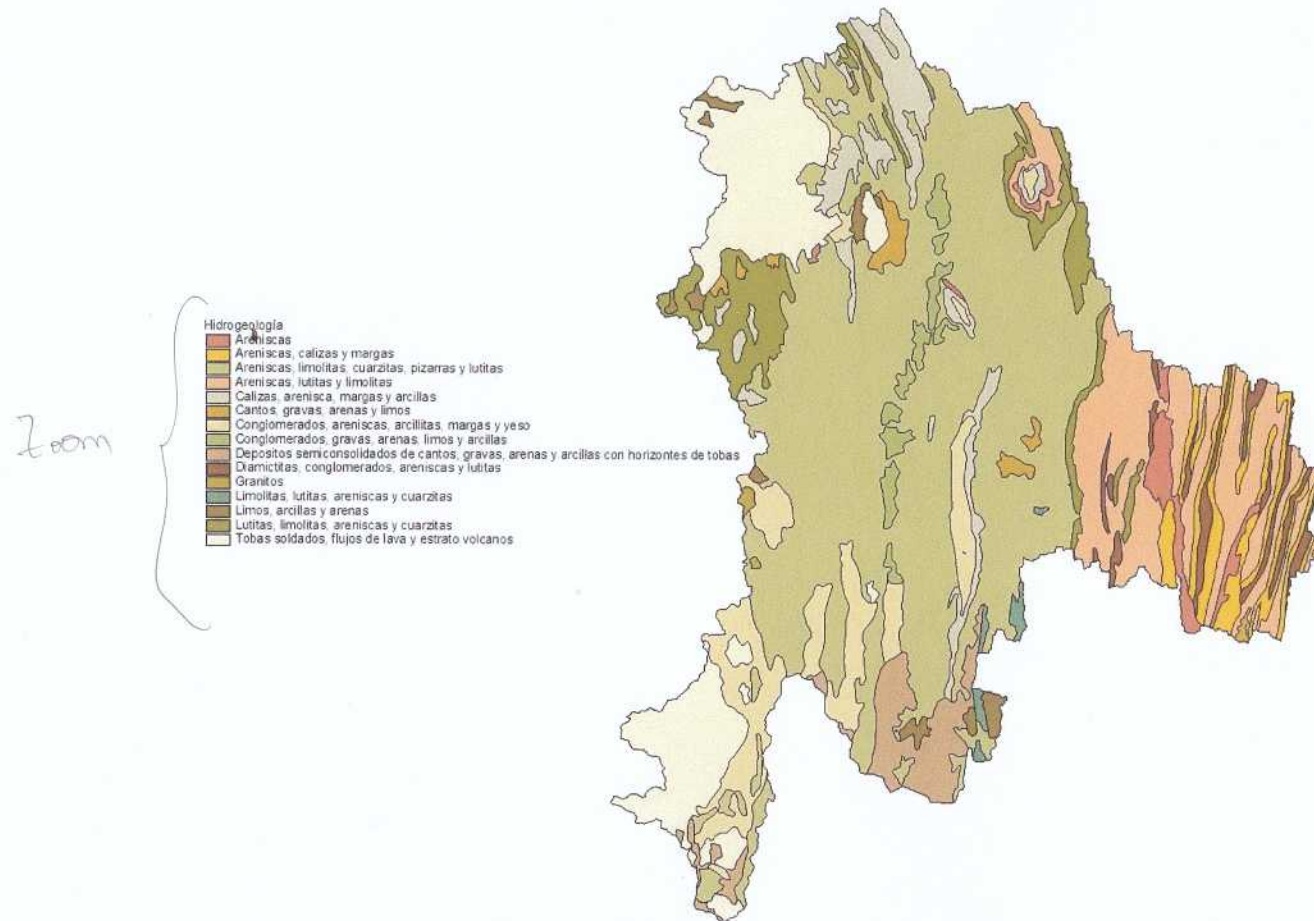 Zoom
Hidrogeología
Areniscas
Areniscas, calizas y margas
Areniscas, limolitas, cuarzitas, pizarras y lutitas
Areniscas, lutitas y limolitas
Calizas, arenisca, margas y arcillas
Cantos, gravas, arenas y limos
Conglomerados, areniscas, arcillitas, margas y yeso
Conglomerados, gravas, arenas, limos y arcillas
Depositos semiconsolidados de cantos, gravas, arenas y arcillas con horizontes de tobas
Diamictitas, conglomerados, areniscas y lutitas
Granitos
Limolitas, lutitas, areniscas y cuarzitas
Limos, arcillas y arenas
Lutitas, limolitas, areniscas y cuarzitas
Tobas soldados, flujos de lava y estrato volcanos